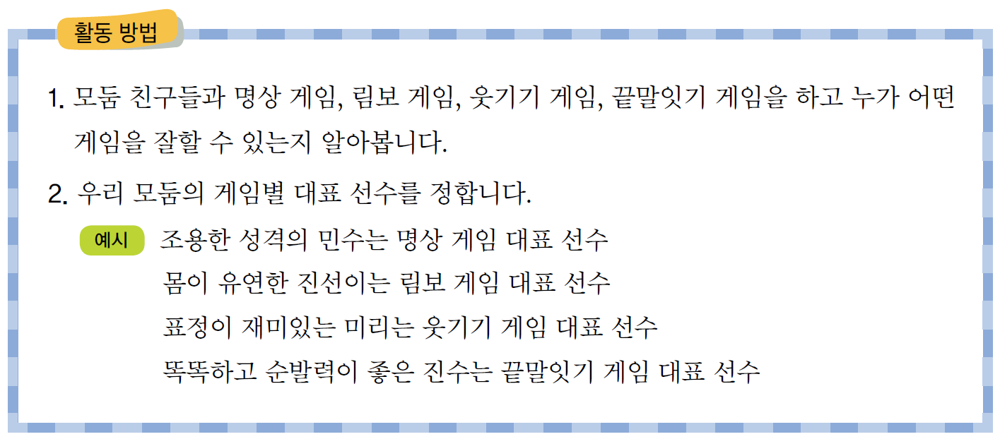 활동 방법
1. 모둠 친구들과 명상 게임, 림보 게임, 웃기기 게임, 끝말잇기 게임을 하고 누가 어떤
게임을 잘할 수 있는지 알아봅니다.
2. 우리 모둠의 게임별 대표 선수를 정합니다.
예시 조용한 성격의 민수는 명상 게임 대표 선수
몸이 유연한 진선이는 림보 게임 대표 선수
표정이 재미있는 미리는 웃기기 게임 대표 선수
똑똑하고 순발력이 좋은 진수는 끝말잇기 게임 대표 선수